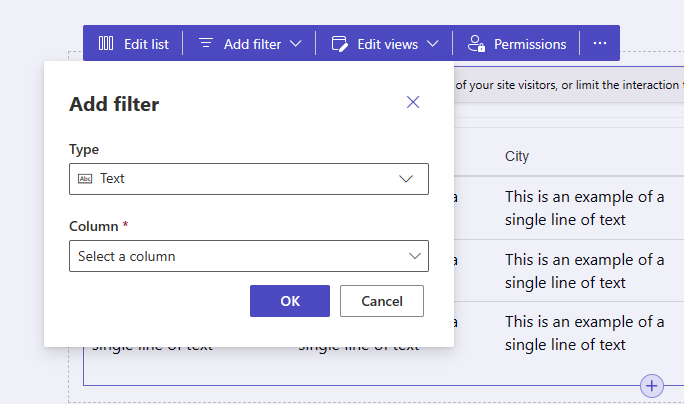 Edit list Add filter Edit views Permissions ...
of your site visitors, or limit the interaction
Add filter
Type
Abc Text
Column *
Select a column
OK Cancel
City
a This is an example of a
single line of text
a This is an example of a
single line of text
a This is an example of a
single line of text single line of text single line of text